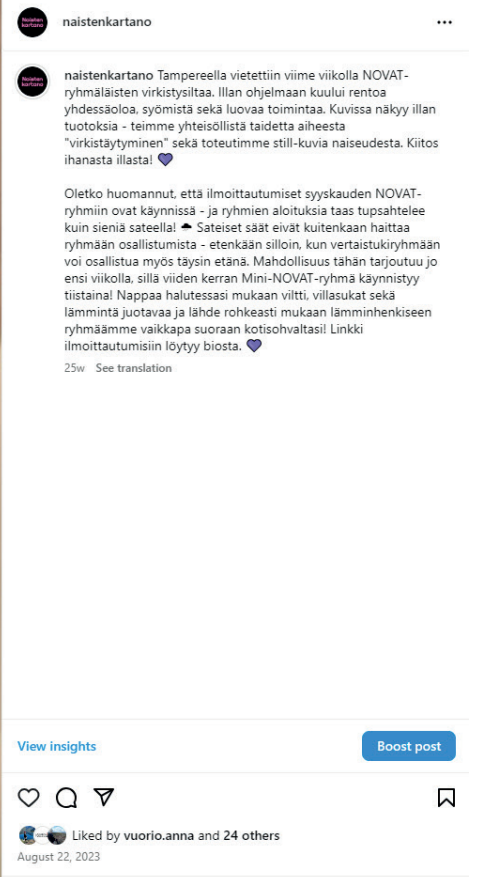 Naisten
kartano
naistenkartano
Naisten
kartano
naistenkartano Tampereella vietettiin viime viikolla NOVAT-
ryhmäläisten virkistysiltaa. Illan ohjelmaan kuului rentoa
yhdessäoloa, syömistä sekä luovaa toimintaa. Kuvissa näkyy illan
tuotoksia - teimme yhteisöllistä taidetta aiheesta
"virkistäytyminen" sekä toteutimme still-kuvia naiseudesta. Kiitos
ihanasta illasta! 💜
Oletko huomannut, että ilmoittautumiset syyskauden NOVAT-
ryhmiin ovat käynnissä - ja ryhmien aloituksia taas tupsahtelee
kuin sieniä sateella! 🌧 Sateiset säät eivät kuitenkaan haittaa
ryhmään osallistumista - etenkään silloin, kun vertaistukiryhmään
voi osallistua myös täysin etänä. Mahdollisuus tähän tarjoutuu jo
ensi viikolla, sillä viiden kerran Mini-NOVAT-ryhmä käynnistyy
tiistaina! Nappaa halutessasi mukaan viltti, villasukat sekä
lämmintä juotavaa ja lähde rohkeasti mukaan lämminhenkiseen
ryhmäämme vaikkapa suoraan kotisohvaltasi! Linkki
ilmoittautumisiin löytyy biosta. 💜
25w See translation
View insights Boost post
Liked by vuorio.anna and 24 others
August 22, 2023